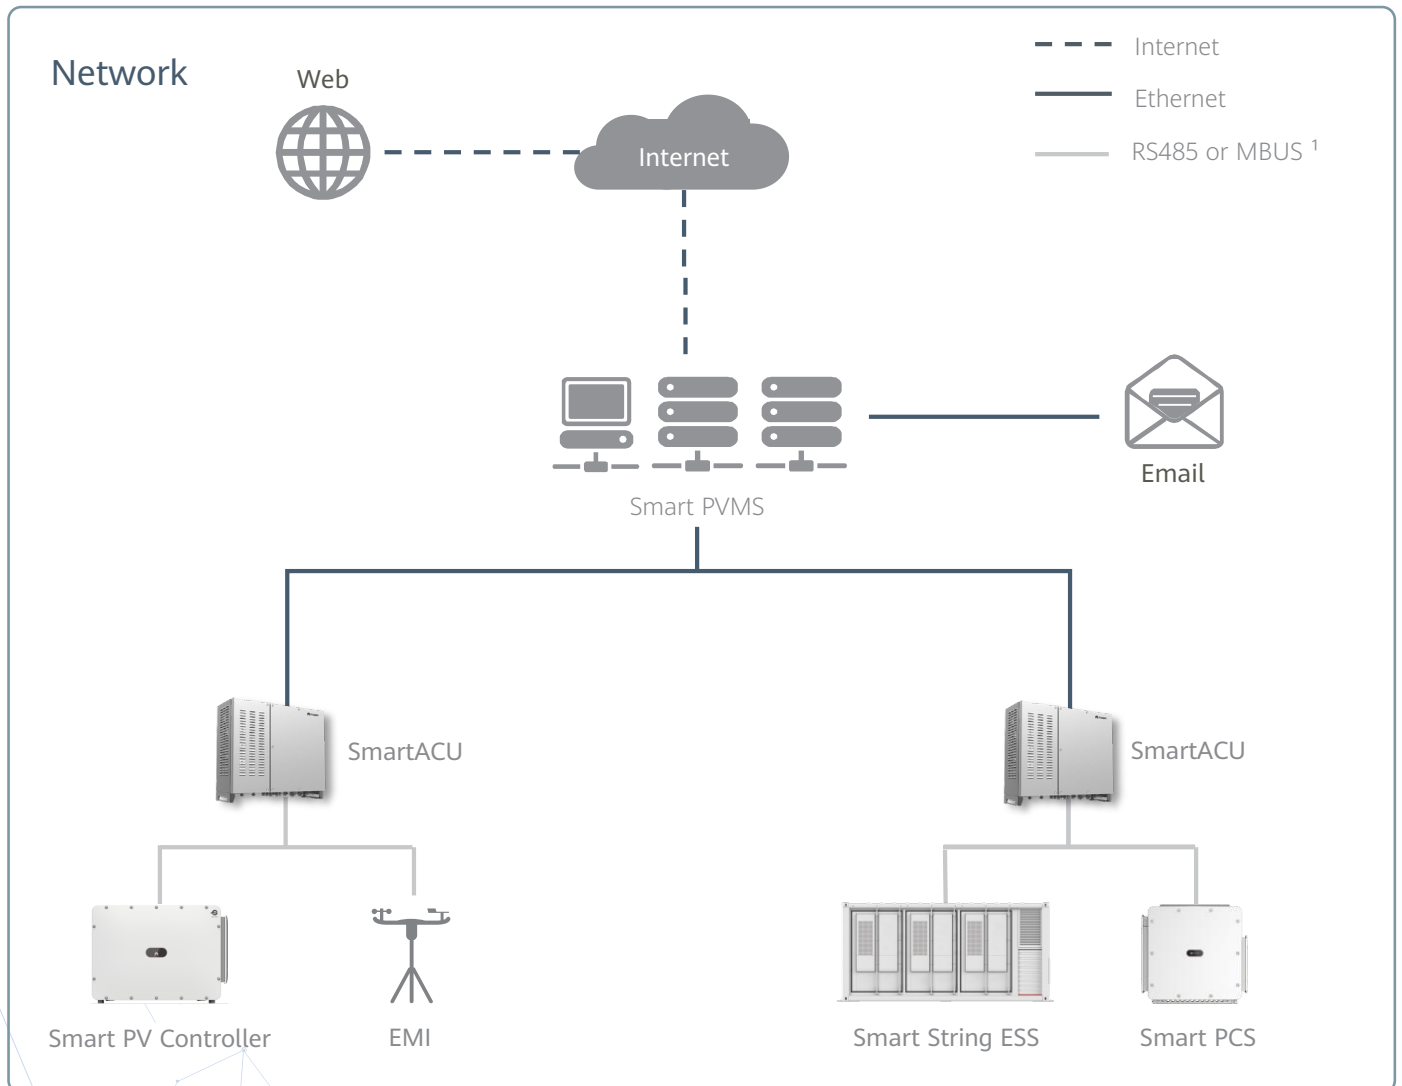 Network
Web
Internet
Internet
Ethernet
RS485 or MBUS ¹
Email
Smart PVMS
SmartACU
SmartACU
Smart PV Controller
EMI
Smart String ESS
Smart PCS